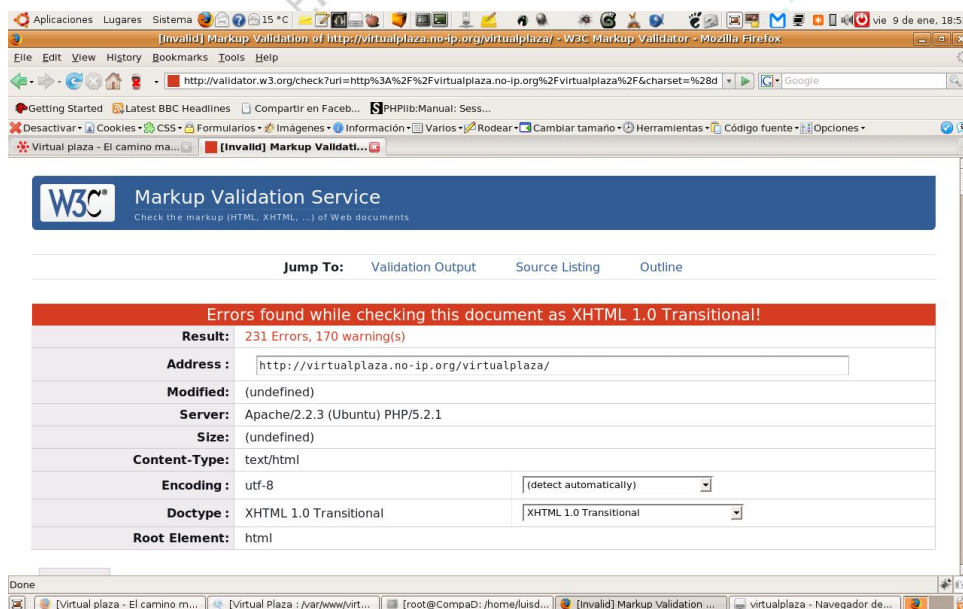 Aplicaciones Lugares Sistema 15 °C vie 9 de ene, 18:5
[Invalid] Markup Validation of http://virtualplaza.no-ip.org/virtualplaza/ - W3C Markup Validator - Mozilla Firefox
File Edit View History Bookmarks Tools Help
http://validator.w3.org/check?uri=http%3A%2F%2Fvirtualplaza.no-ip.org%2Fvirtualplaza%2F&charset=%28d G Google
Getting Started Latest BBC Headlines Compartir en Faceb... PHPlib:Manual: Sess...
Desactivar Cookies CSS Formularios Imágenes Información Varios Rodear Cambiar tamaño Herramientas Código fuente Opciones
Virtual plaza - El camino ma... [Invalid] Markup Validati...
W3C® Markup Validation Service
Check the markup (HTML, XHTML, ...) of Web documents
Jump To: Validation Output Source Listing Outline
Errors found while checking this document as XHTML 1.0 Transitional!
Result: 231 Errors, 170 warning(s)
Address : http://virtualplaza.no-ip.org/virtualplaza/
Modified: (undefined)
Server: Apache/2.2.3 (Ubuntu) PHP/5.2.1
Size: (undefined)
Content-Type: text/html
Encoding : utf-8 (detect automatically)
Doctype : XHTML 1.0 Transitional XHTML 1.0 Transitional
Root Element: html
Done
[Virtual plaza - El camino m... [Virtual Plaza : /var/www/virt... [root@CompaD: /home/luisd... [Invalid] Markup Validation ... virtualplaza - Navegador de...